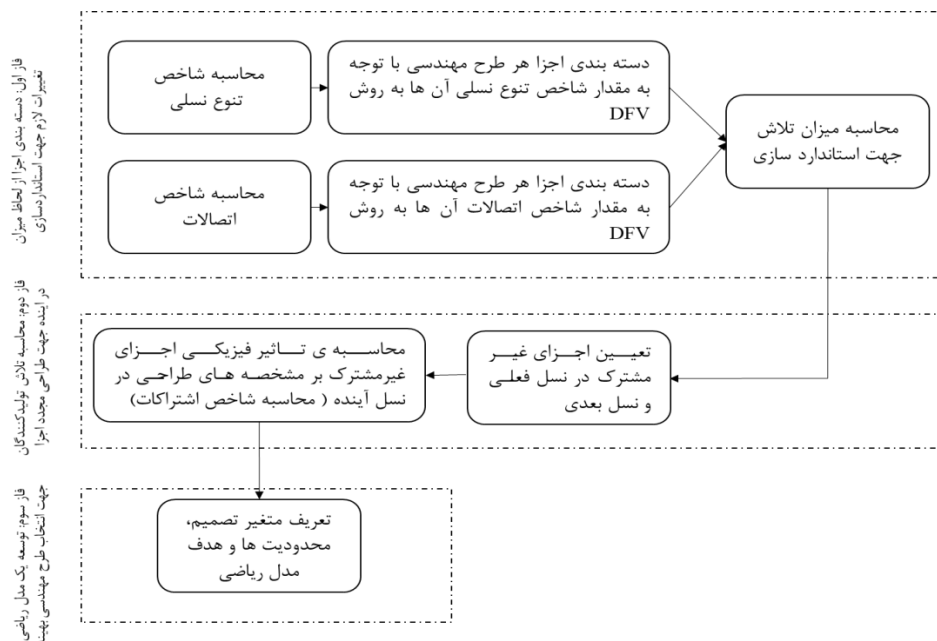 فاز اول: دسته بندی اجزا از لحاظ میزان
تغییرات لازم جهت استانداردسازی
محاسبه شاخص
تنوع نسلی
دسته بندی اجزا هر طرح مهندسی با توجه
به مقدار شاخص تنوع نسلی آن ها به روش
DFV
محاسبه شاخص
اتصالات
دسته بندی اجزا هر طرح مهندسی با توجه
به مقدار شاخص اتصالات آن ها به روش
DFV
محاسبه میزان تلاش
جهت استاندارد سازی
فاز دوم: محاسبه تلاش تولیدکنندگان
در اینده جهت طراحی مجدد اجزا
تعیین اجزای غیر
مشترک در نسل فعلی
و نسل بعدی
محاسبه ی تاثیر فیزیکی اجزای
غیرمشترک بر مشخصه های طراحی در
نسل آینده ( محاسبه شاخص اشتراکات)
فاز سوم: توسعه یک مدل ریاضی
جهت انتخاب طرح مهندسی بهین
تعریف متغیر تصمیم،
محدودیت ها و هدف
مدل ریاضی